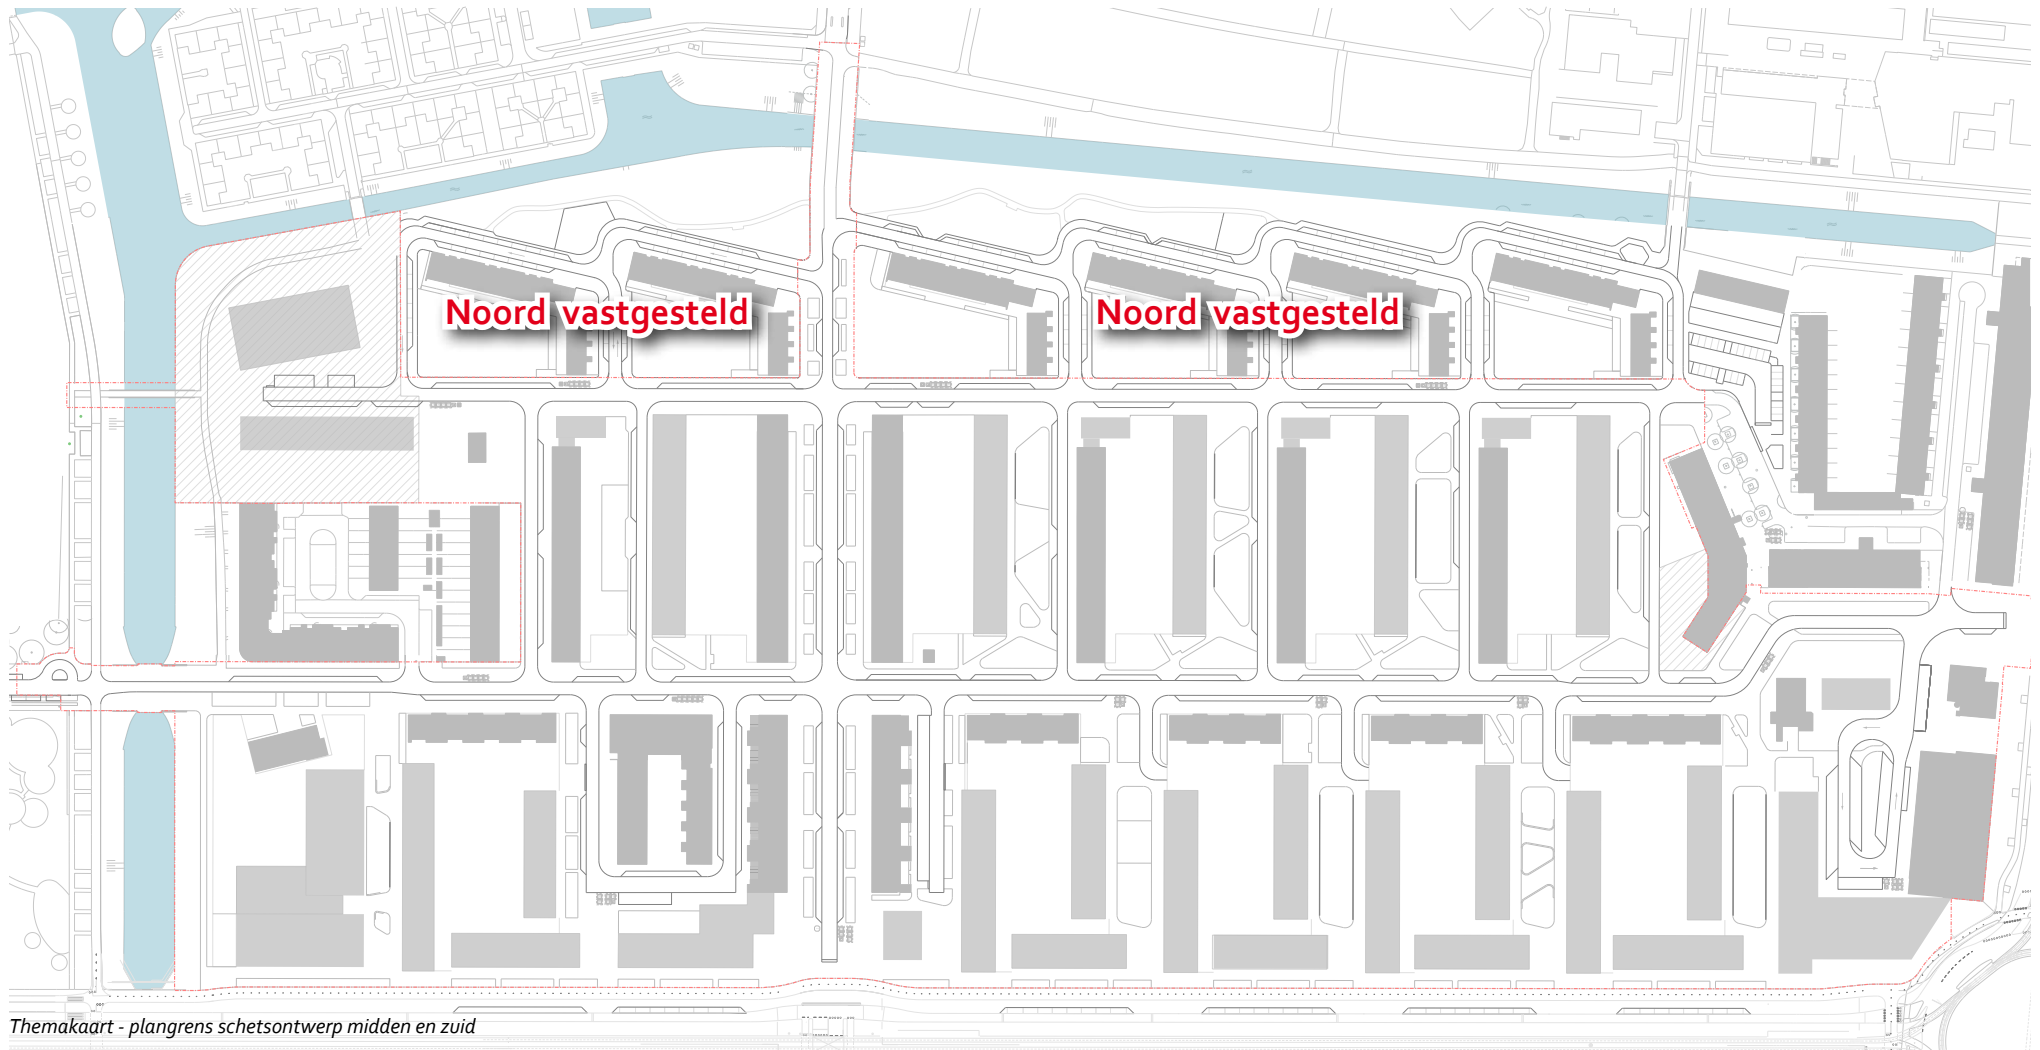 Noord vastgesteld
Noord vastgesteld
Themakaart - plangrens schetsontwerp midden en zuid